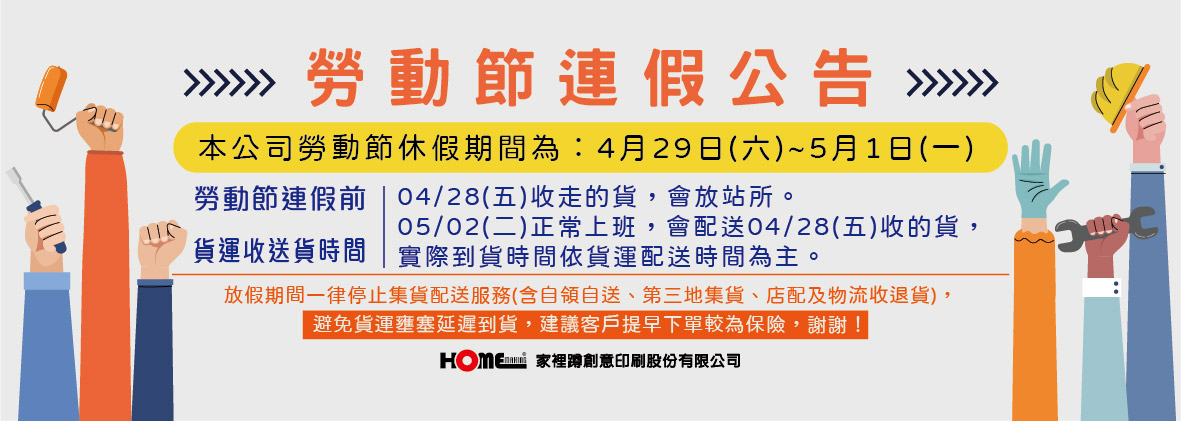 勞動節連假公告
本公司勞動節休假期間為：4月29日(六)~5月1日(一)
勞動節連假前
貨運收送貨時間
04/28(五)收走的貨，會放站所。
05/02(二)正常上班，會配送04/28(五)收的貨，
實際到貨時間依貨運配送時間為主。
放假期間一律停止集貨配送服務(含自領自送、第三地集貨、店配及物流收退貨)，
避免貨運壅塞延遲到貨，建議客戶提早下單較為保險，謝謝！
HOME MAKING® 家裡蹲創意印刷股份有限公司